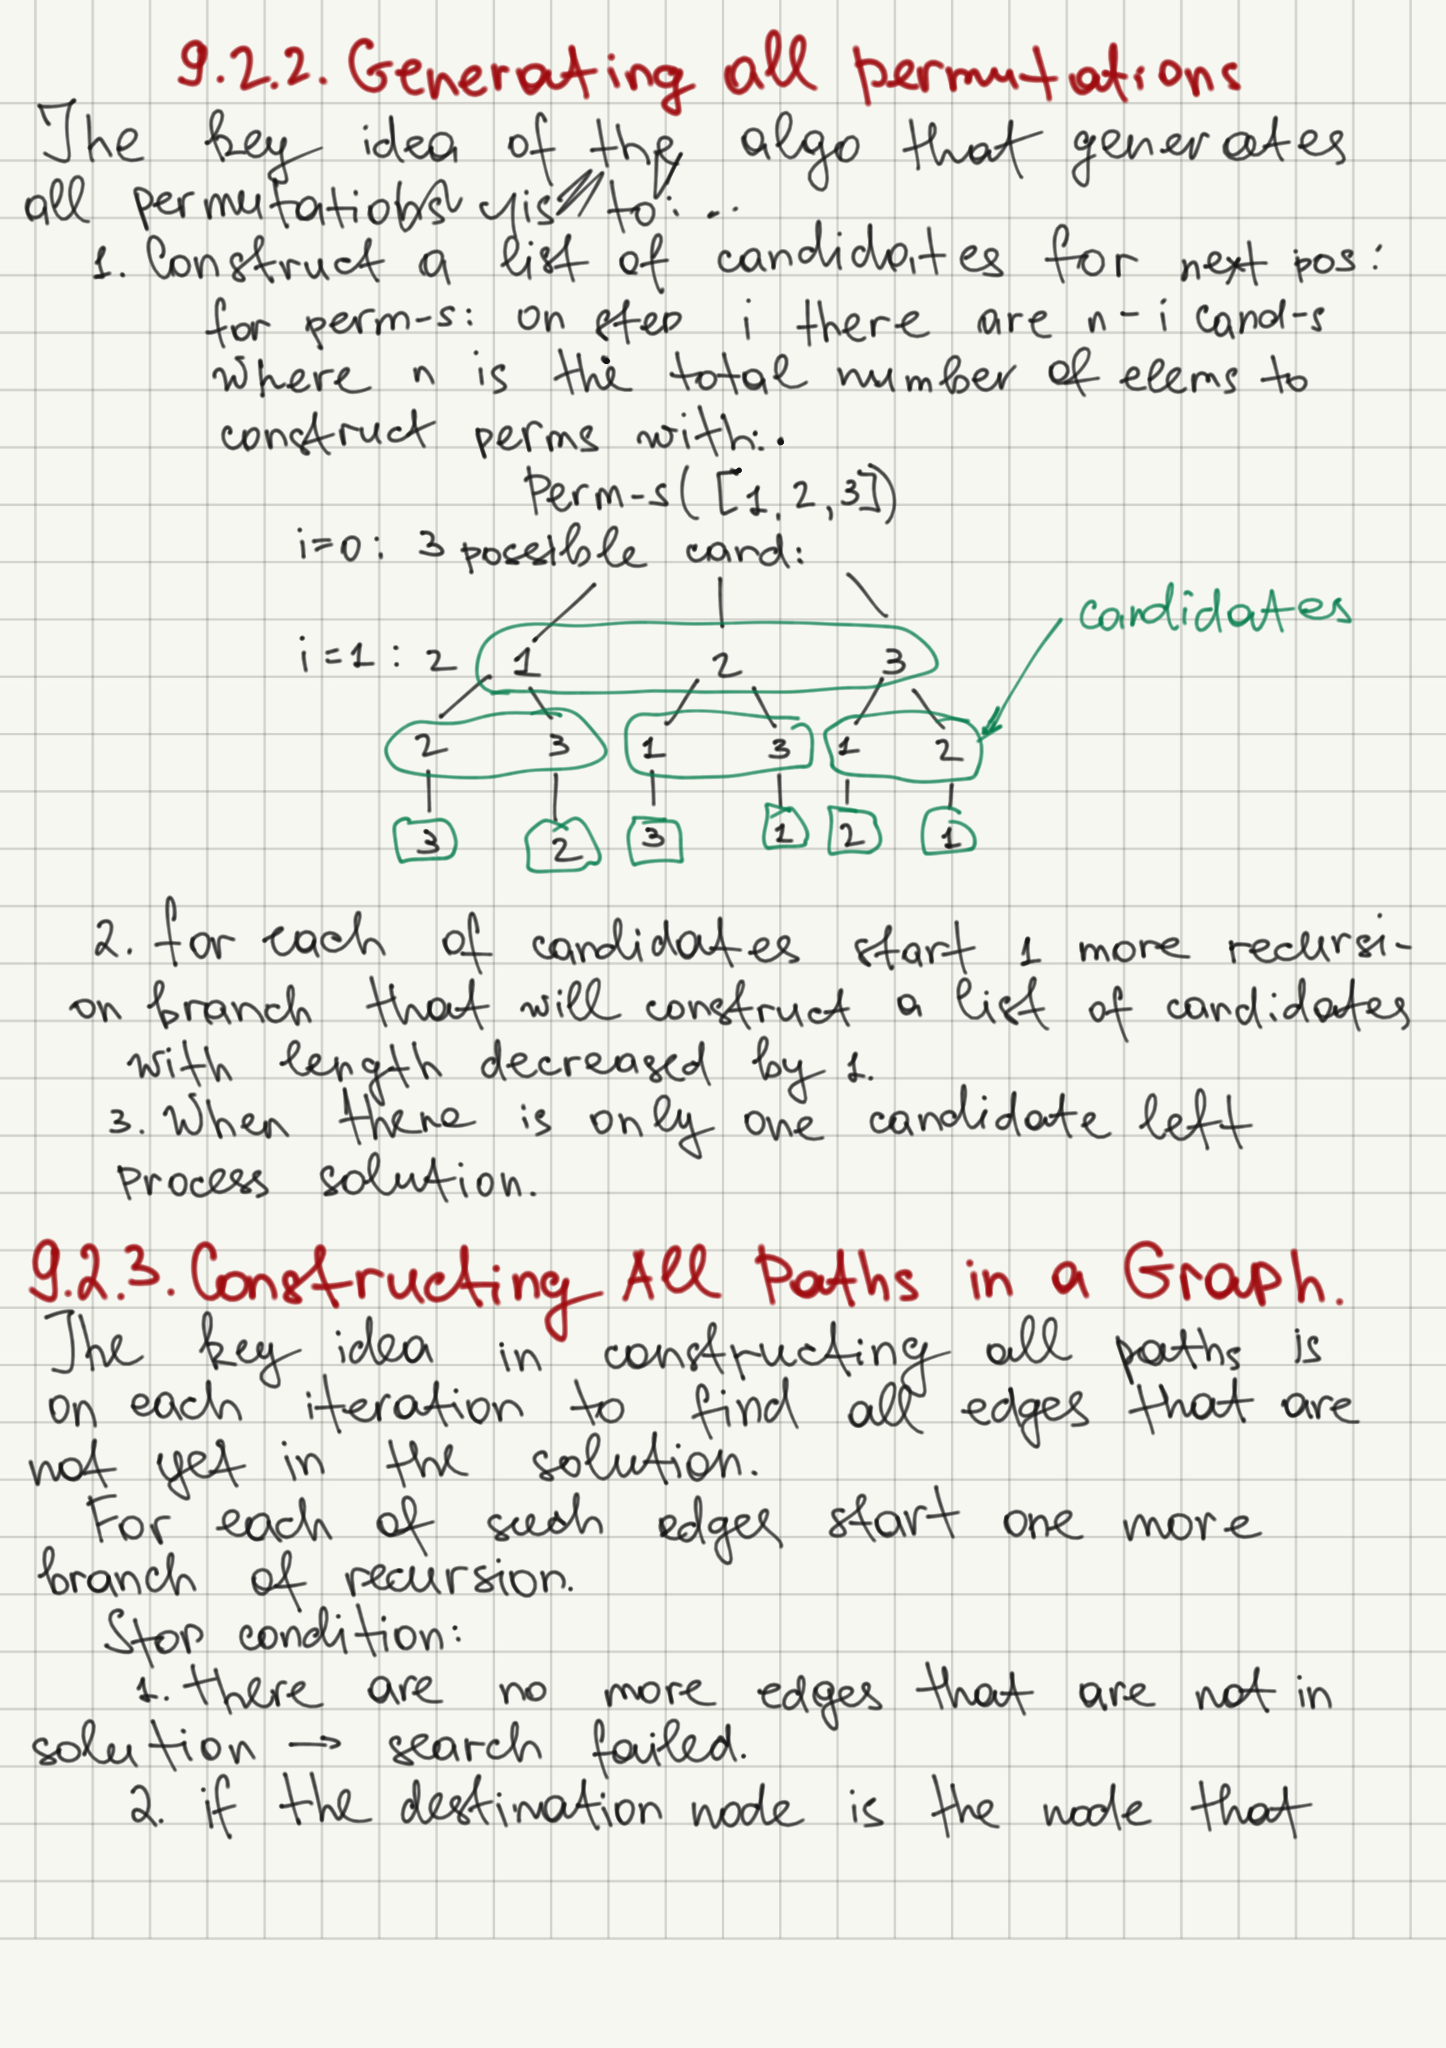 9.2.2. Generating all permutations
The key idea of the algo that generates
all permutations is to: ...
1. Construct a list of candidates for next pos:
for perm-s: on step i there are n-i cand-s
where n is the total number of elems to
construct perms with:.
Perm-s([1,2,3])
i=0: 3 possible cand:
candidates
i=1: 2 1 2 3
2 3 1 3 1 2
3 2 3 1 2 1
2. for each of candidates start 1 more recursi-
on branch that will construct a list of candidates
with length decreased by 1.
3. When there is only one candidate left
process solution.
9.2.3. Constructing All Paths in a Graph.
The key idea in constructing all paths is
on each iteration to find all edges that are
not yet in the solution.
For each of such edges start one more
branch of recursion.
Stop condition:
1. there are no more edges that are not in
solution → search failed.
2. if the destination node is the node that